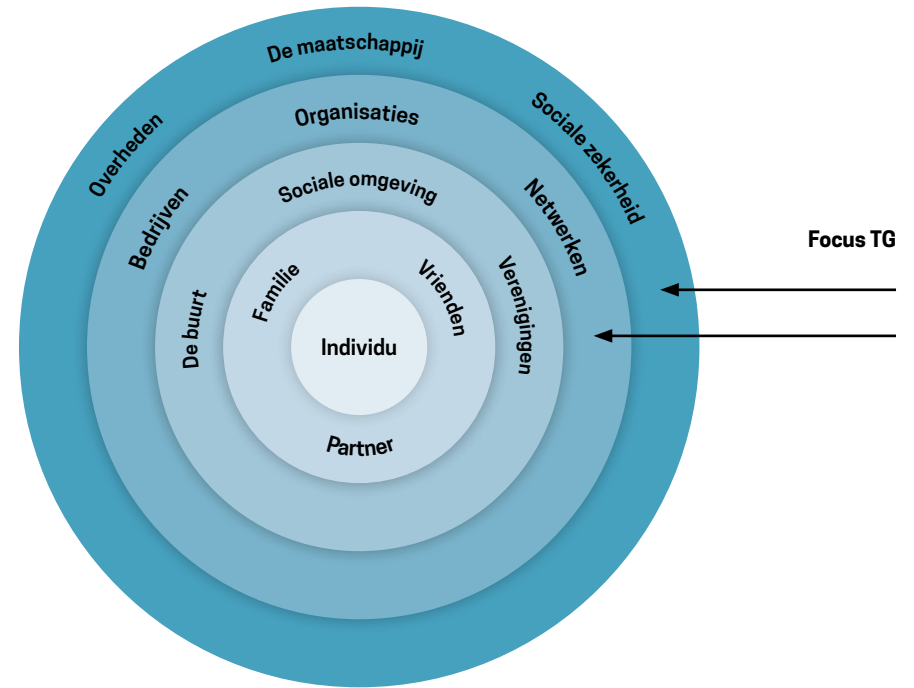 De maatschappij
Overheden
Sociale zekerheid
Organisaties
Bedrijven
Netwerken
Sociale omgeving
De buurt
Verenigingen
Familie
Vrienden
Individu
Partner
Focus TG